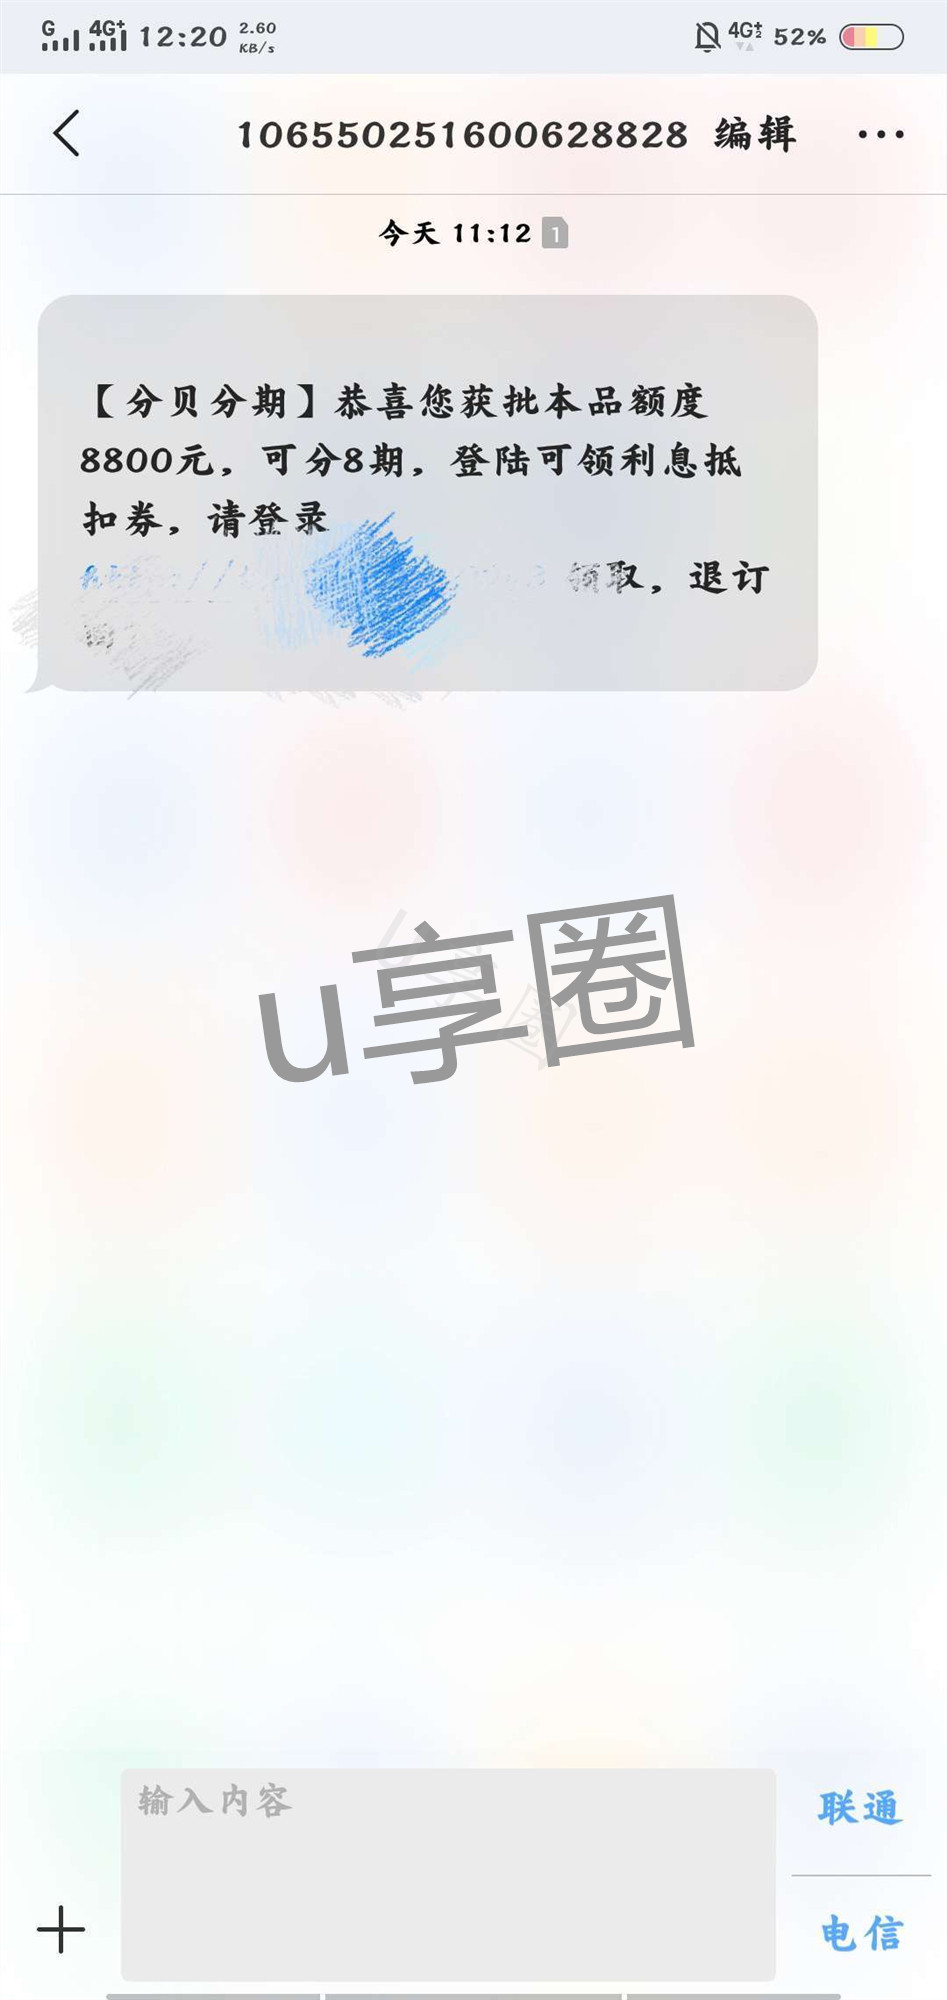 G 4G+ 12:20 2.60 KB/s 4G+2 52%
1065502516​00628828 编辑
今天 11:12 1
【分贝分期】恭喜您获批本品额度
8800元，可分8期，登陆可领利息抵
扣券，请登录
领取，退订
u享圈
输入内容
联通
电信